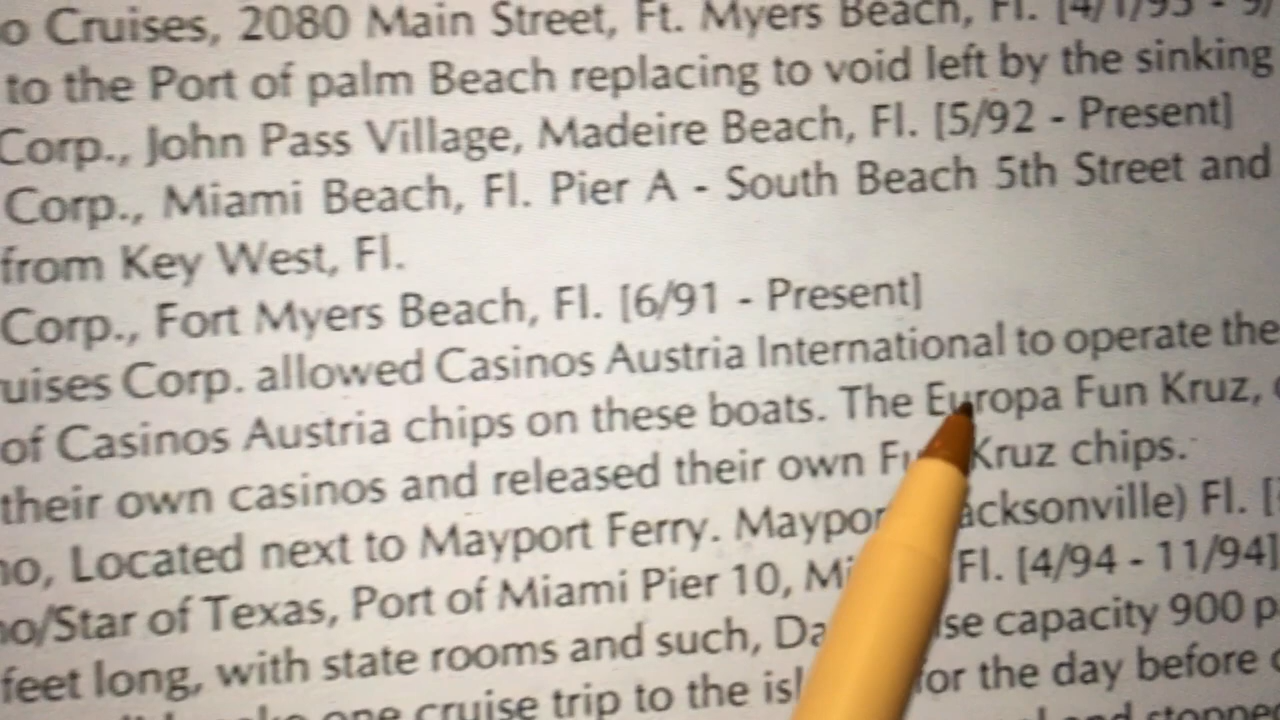 o Cruises, 2080 Main Street, Ft. Myers Beach, Fl. [4/1/95 - 9/
to the Port of palm Beach replacing to void left by the sinking
Corp., John Pass Village, Madeire Beach, Fl. [5/92 - Present]
Corp., Miami Beach, Fl. Pier A - South Beach 5th Street and
from Key West, Fl.
Corp., Fort Myers Beach, Fl. [6/91 - Present]
uises Corp. allowed Casinos Austria International to operate the
of Casinos Austria chips on these boats. The Europa Fun Kruz,
their own casinos and released their own Kruz chips.
no, Located next to Mayport Ferry. Maypor acksonville) Fl. [
no/Star of Texas, Port of Miami Pier 10, Mi Fl. [4/94 - 11/94]
feet long, with state rooms and such, Da se capacity 900 p
one cruise trip to the isl for the day before
and stopped